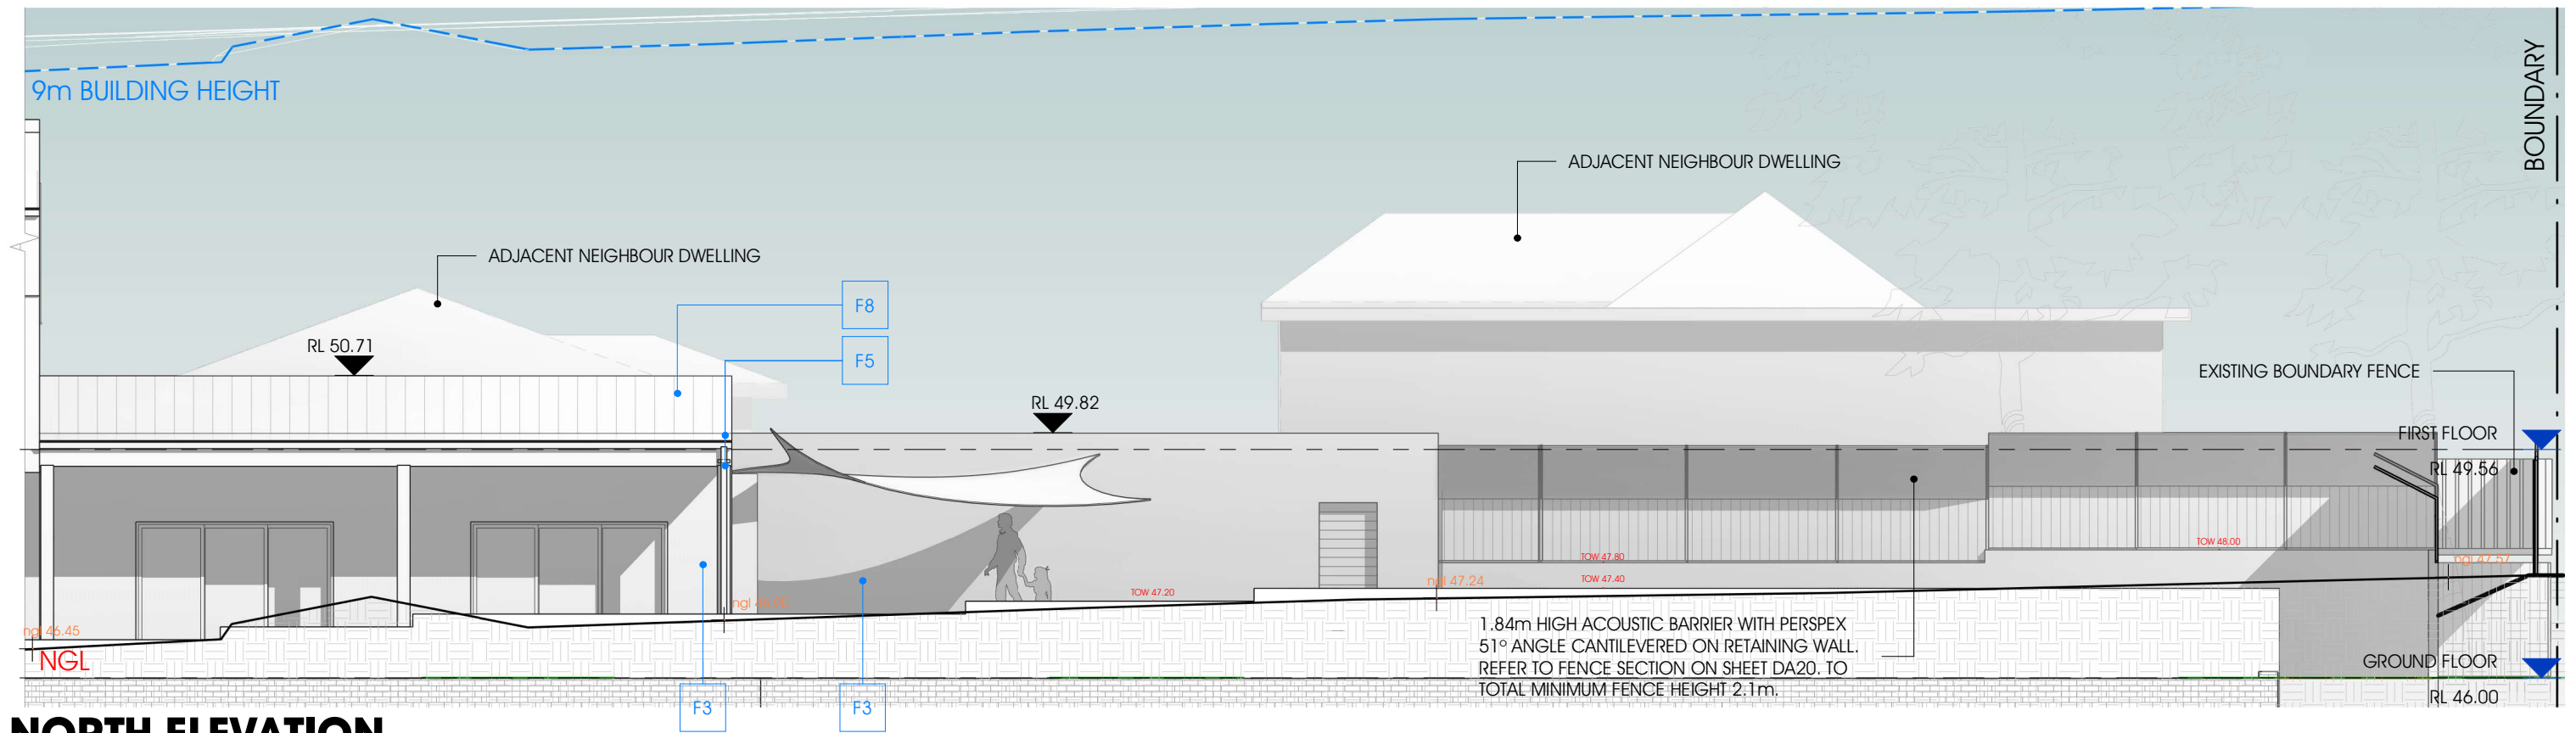 9m BUILDING HEIGHT
BOUNDARY
ADJACENT NEIGHBOUR DWELLING
ADJACENT NEIGHBOUR DWELLING
F8
RL 50.71
F5
EXISTING BOUNDARY FENCE
RL 49.82
FIRST FLOOR
RL 49.56
TOW 48.00
TOW 47.80
ngl 47.57
TOW 47.40
ngl 47.24
TOW 47.20
ngl
ngl 46.45
1.84m HIGH ACOUSTIC BARRIER WITH PERSPEX
51° ANGLE CANTILEVERED ON RETAINING WALL.
REFER TO FENCE SECTION ON SHEET DA20. TO
TOTAL MINIMUM FENCE HEIGHT 2.1m.
NGL
GROUND FLOOR
RL 46.00
F3
F3
NORTH ELEVATION